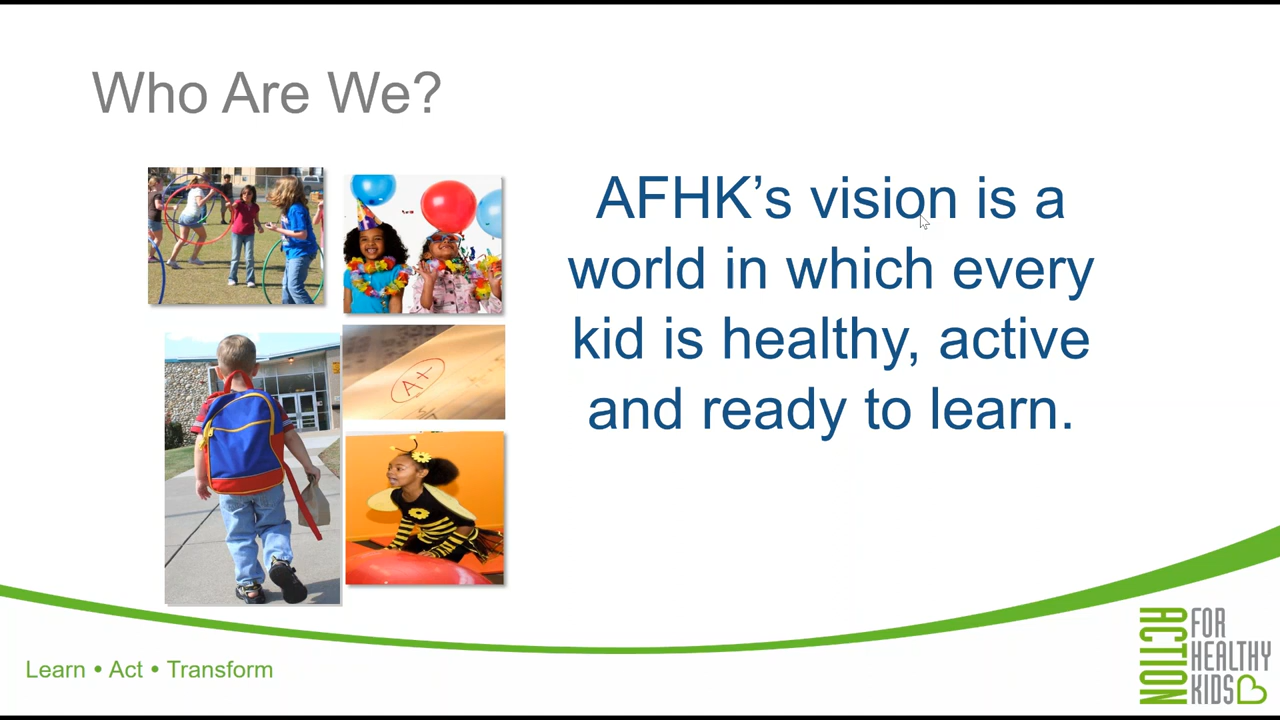 Who Are We?
AFHK’s vision is a
world in which every
kid is healthy, active
and ready to learn.
A+
Learn • Act • Transform
ACTION
FOR
HEALTHY
KIDS